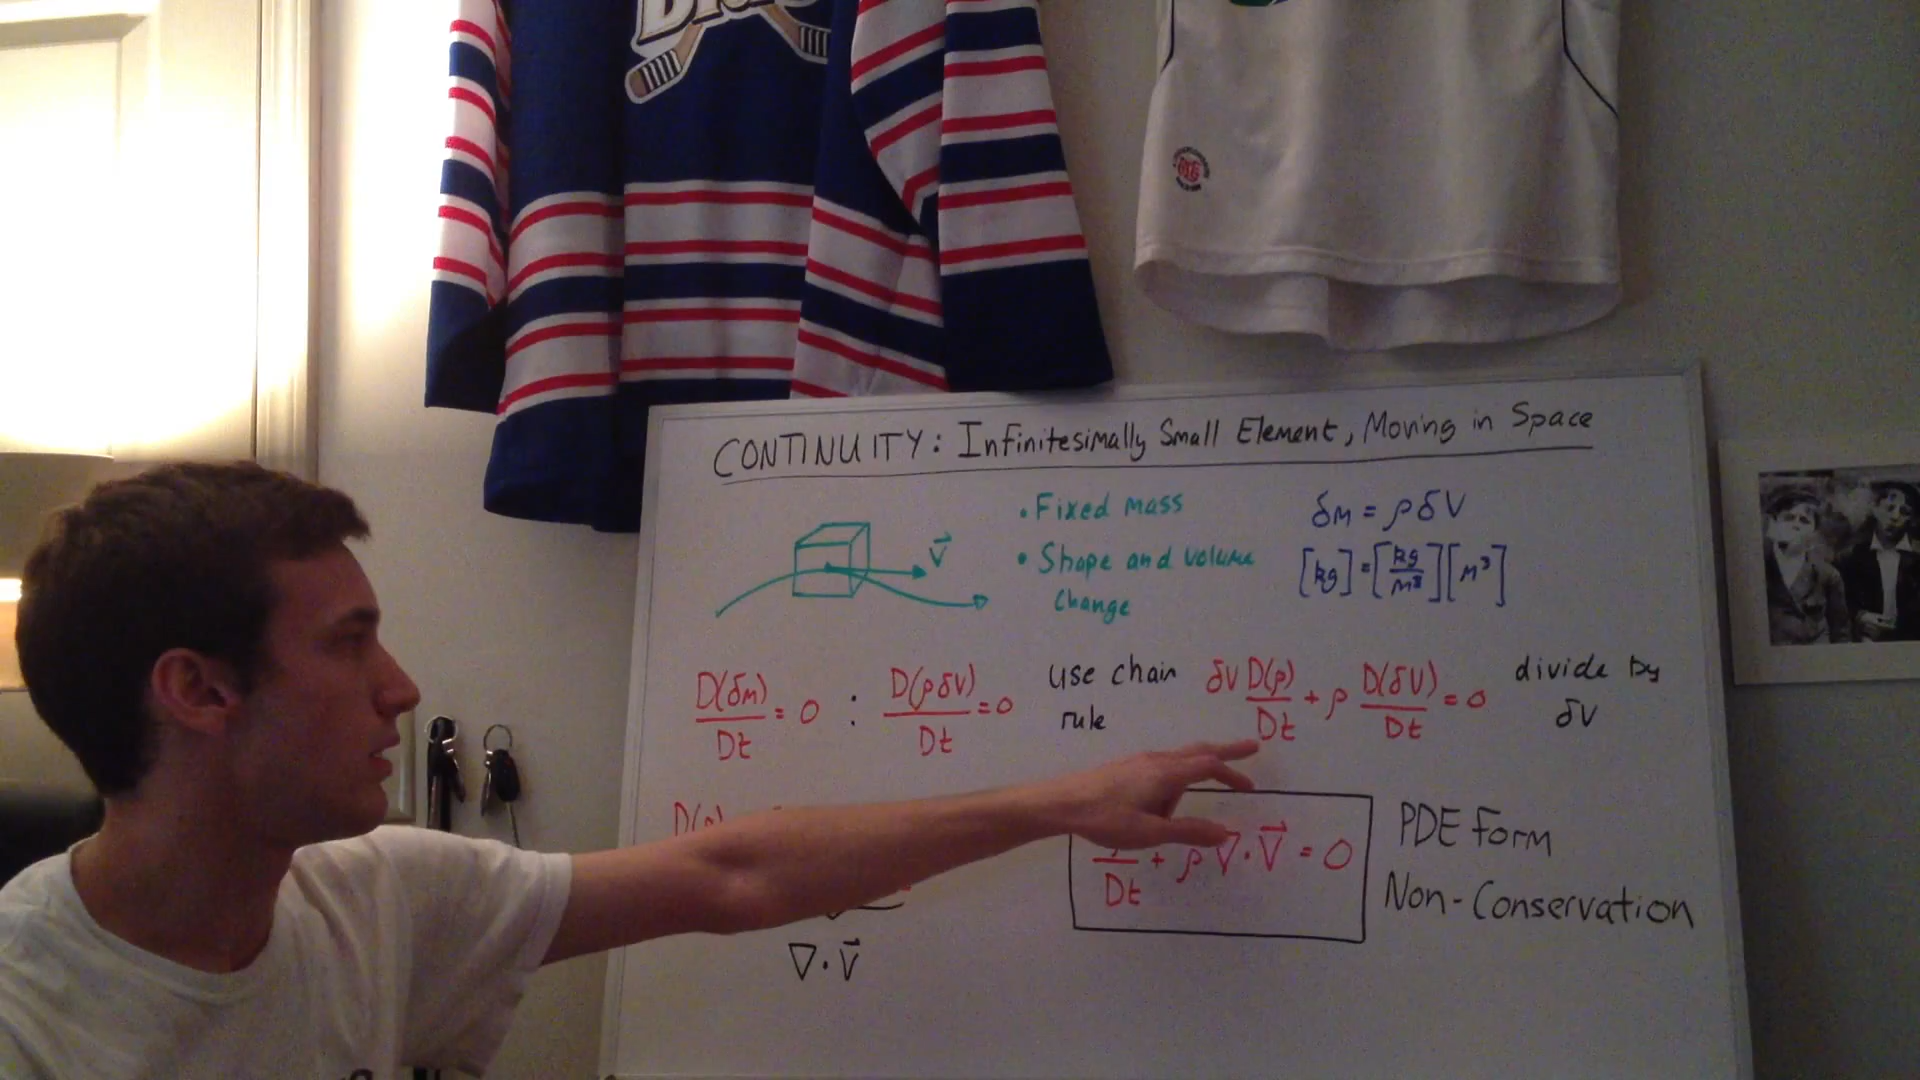 CONTINUITY: Infinitesimally Small Element, Moving in Space
V⃗
• Fixed mass
• Shape and volume
change
δm = ρδV
[kg] = [kg/m³][m³]
D(δm)/Dt = 0 : D(ρδV)/Dt = 0
use chain
rule
δV D(ρ)/Dt + ρ D(δV)/Dt = 0
divide by
δV
D(ρ)
∇·V⃗
Dt + ρ∇·V⃗ = 0
PDE Form
Non-Conservation